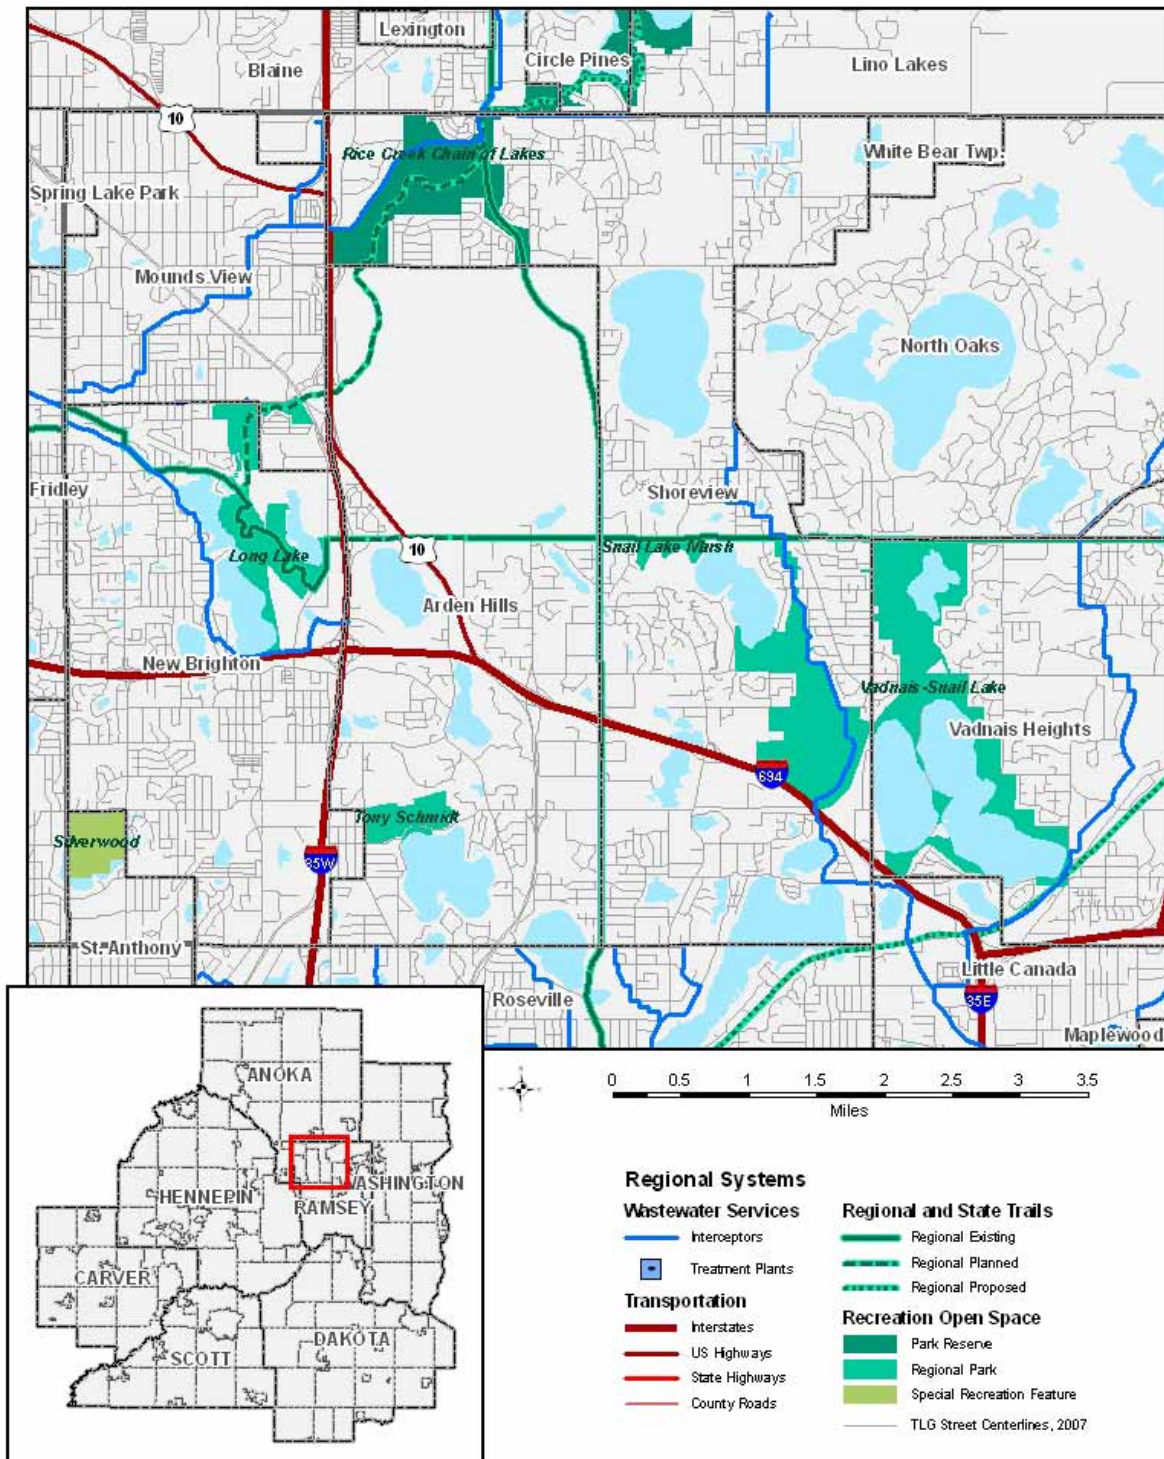 Lexington
Circle Pines
Blaine
Lino Lakes
10
Rice Creek Chain of Lakes
White Bear Twp.
Spring Lake Park
Mounds View
North Oaks
Fridley
Shoreview
Long Lake
10
Snail Lake Marsh
Arden Hills
New Brighton
Vadnais-Snail Lake
Vadnais Heights
694
Tony Schmidt
Silverwood
35W
St. Anthony
Little Canada
Roseville
35E
Maplewood
ANOKA
WASHINGTON
HENNEPIN
RAMSEY
CARVER
DAKOTA
SCOTT
0 0.5 1 1.5 2 2.5 3 3.5
Miles
Regional Systems
Wastewater Services
Interceptors
Treatment Plants
Transportation
Interstates
US Highways
State Highways
County Roads
Regional and State Trails
Regional Existing
Regional Planned
Regional Proposed
Recreation Open Space
Park Reserve
Regional Park
Special Recreation Feature
TLG Street Centerlines, 2007